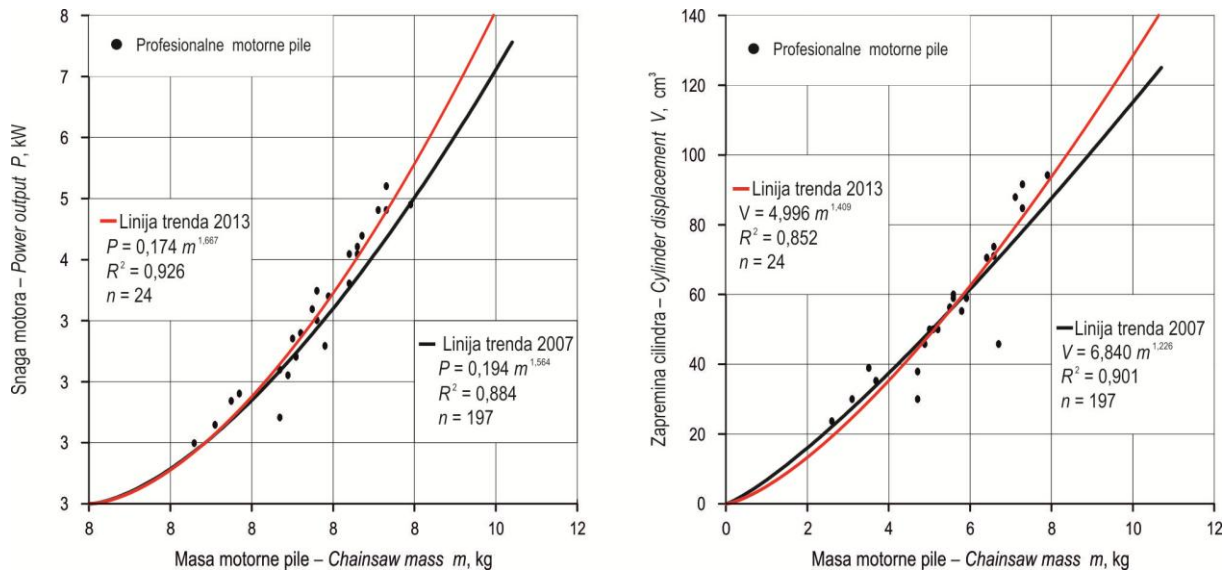 8
7
6
5
4
3
3
3
3
8
8
8
8
8
10
12
Snaga motora – Power output P, kW
Masa motorne pile – Chainsaw mass m, kg
Profesionalne motorne pile
Linija trenda 2013
P = 0,174 m^1,667
R² = 0,926
n = 24
Linija trenda 2007
P = 0,194 m^1,564
R² = 0,884
n = 197
140
120
100
80
60
40
20
0
0
2
4
6
8
10
12
Zapremina cilindra – Cylinder displacement V, cm³
Masa motorne pile – Chainsaw mass m, kg
Profesionalne motorne pile
Linija trenda 2013
V = 4,996 m^1,409
R² = 0,852
n = 24
Linija trenda 2007
V = 6,840 m^1,226
R² = 0,901
n = 197